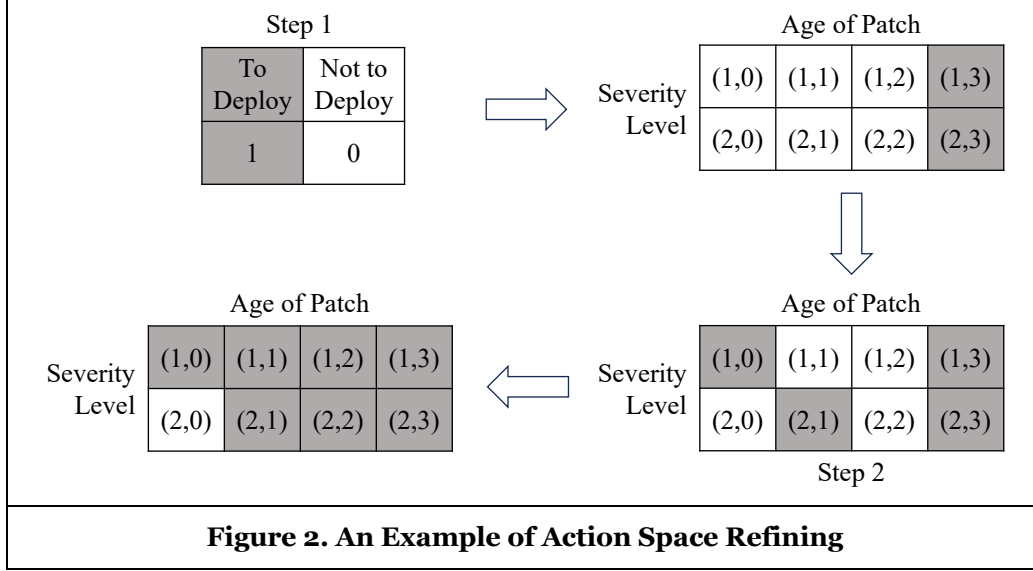 Step 1
To Deploy Not to Deploy
1 0
Age of Patch
Severity Level
(1,0) (1,1) (1,2) (1,3)
(2,0) (2,1) (2,2) (2,3)
Age of Patch
Severity Level
(1,0) (1,1) (1,2) (1,3)
(2,0) (2,1) (2,2) (2,3)
Age of Patch
Severity Level
(1,0) (1,1) (1,2) (1,3)
(2,0) (2,1) (2,2) (2,3)
Step 2
Figure 2. An Example of Action Space Refining